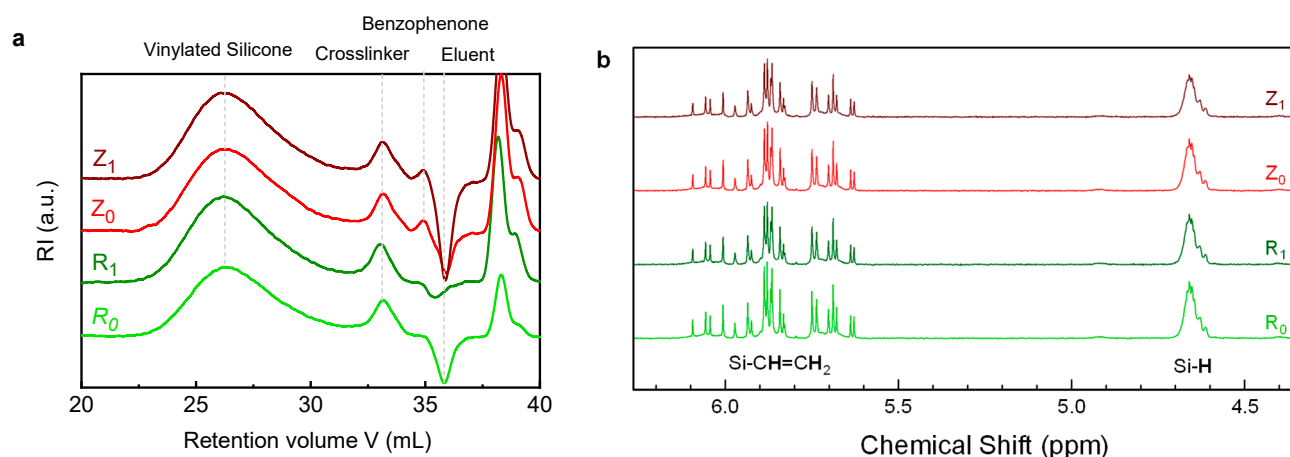 a
Benzophenone
Vinylated Silicone
Crosslinker
Eluent
Z₁
Z₀
R₁
R₀
RI (a.u.)
20 25 30 35 40
Retention volume V (mL)
b
Z₁
Z₀
R₁
R₀
Si-CH=CH₂
Si-H
6.0 5.5 5.0 4.5
Chemical Shift (ppm)